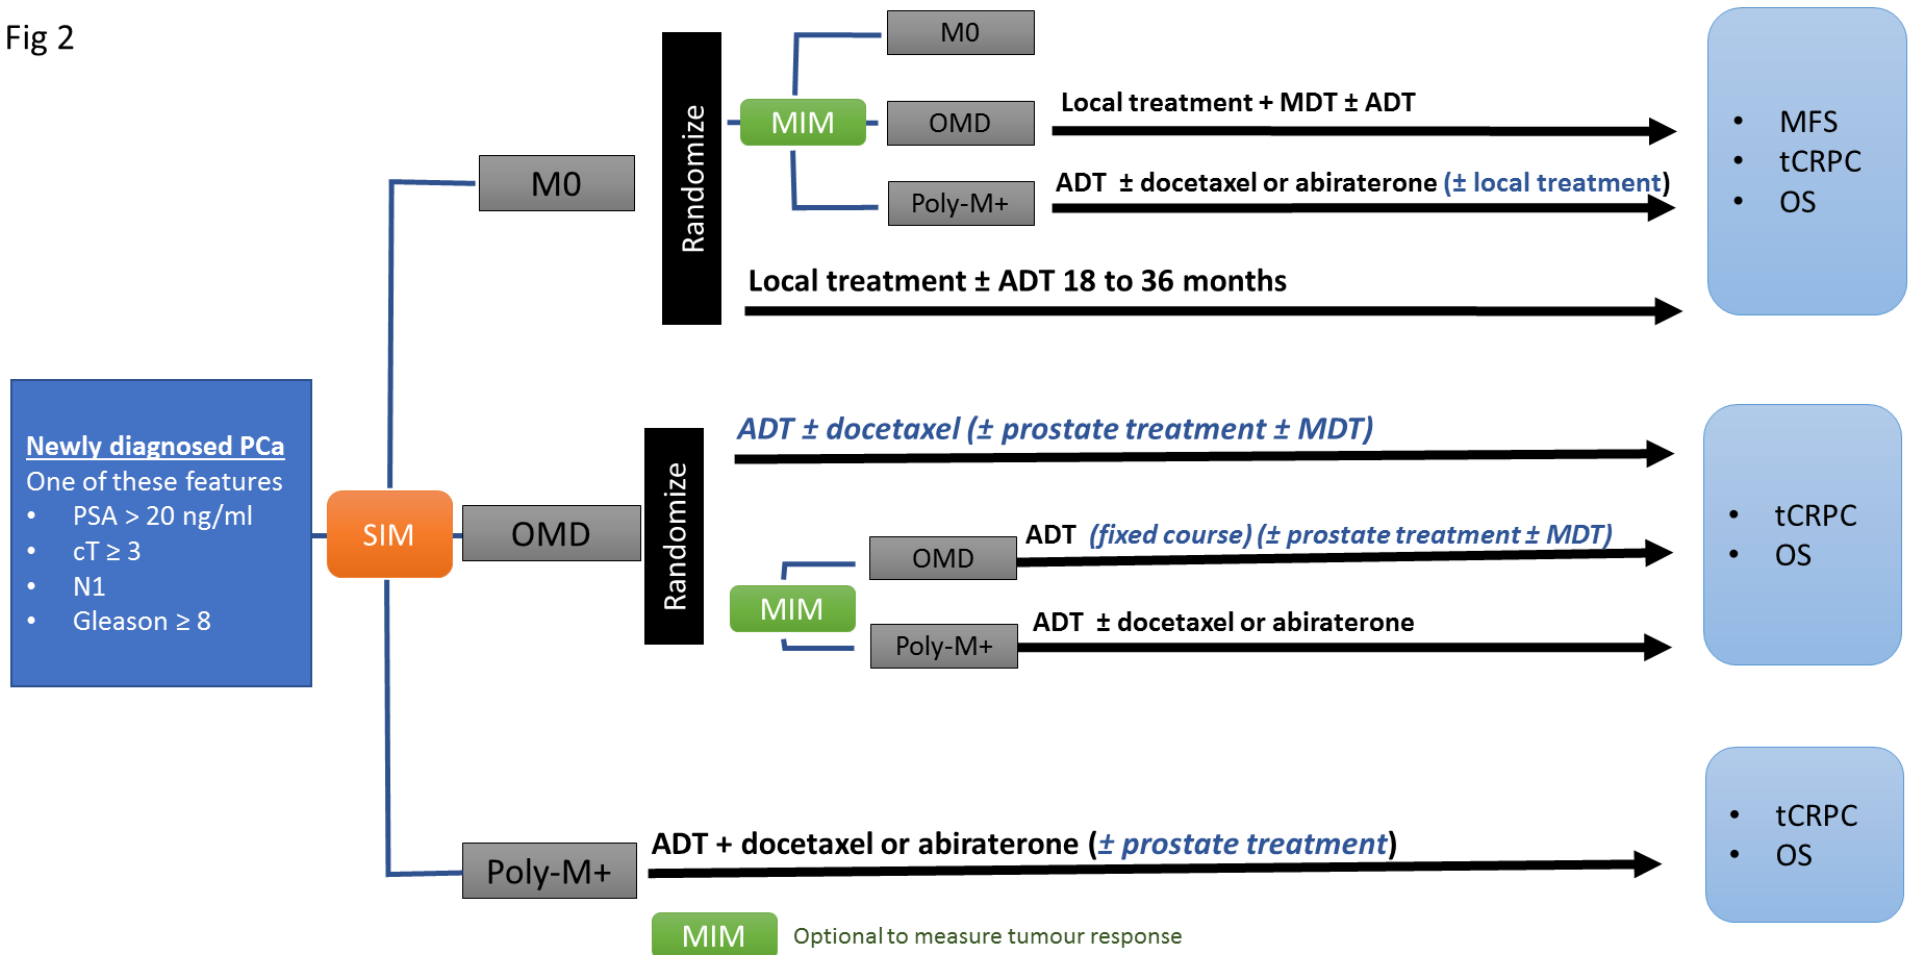 Fig 2
M0
Randomize
MIM
M0
OMD
Local treatment + MDT ± ADT
Poly-M+
ADT ± docetaxel or abiraterone (± local treatment)
Local treatment ± ADT 18 to 36 months
• MFS
• tCRPC
• OS
Newly diagnosed PCa
One of these features
• PSA > 20 ng/ml
• cT ≥ 3
• N1
• Gleason ≥ 8
SIM
OMD
Randomize
ADT ± docetaxel (± prostate treatment ± MDT)
MIM
OMD
ADT (fixed course) (± prostate treatment ± MDT)
Poly-M+
ADT ± docetaxel or abiraterone
• tCRPC
• OS
Poly-M+
ADT + docetaxel or abiraterone (± prostate treatment)
• tCRPC
• OS
MIM
Optional to measure tumour response